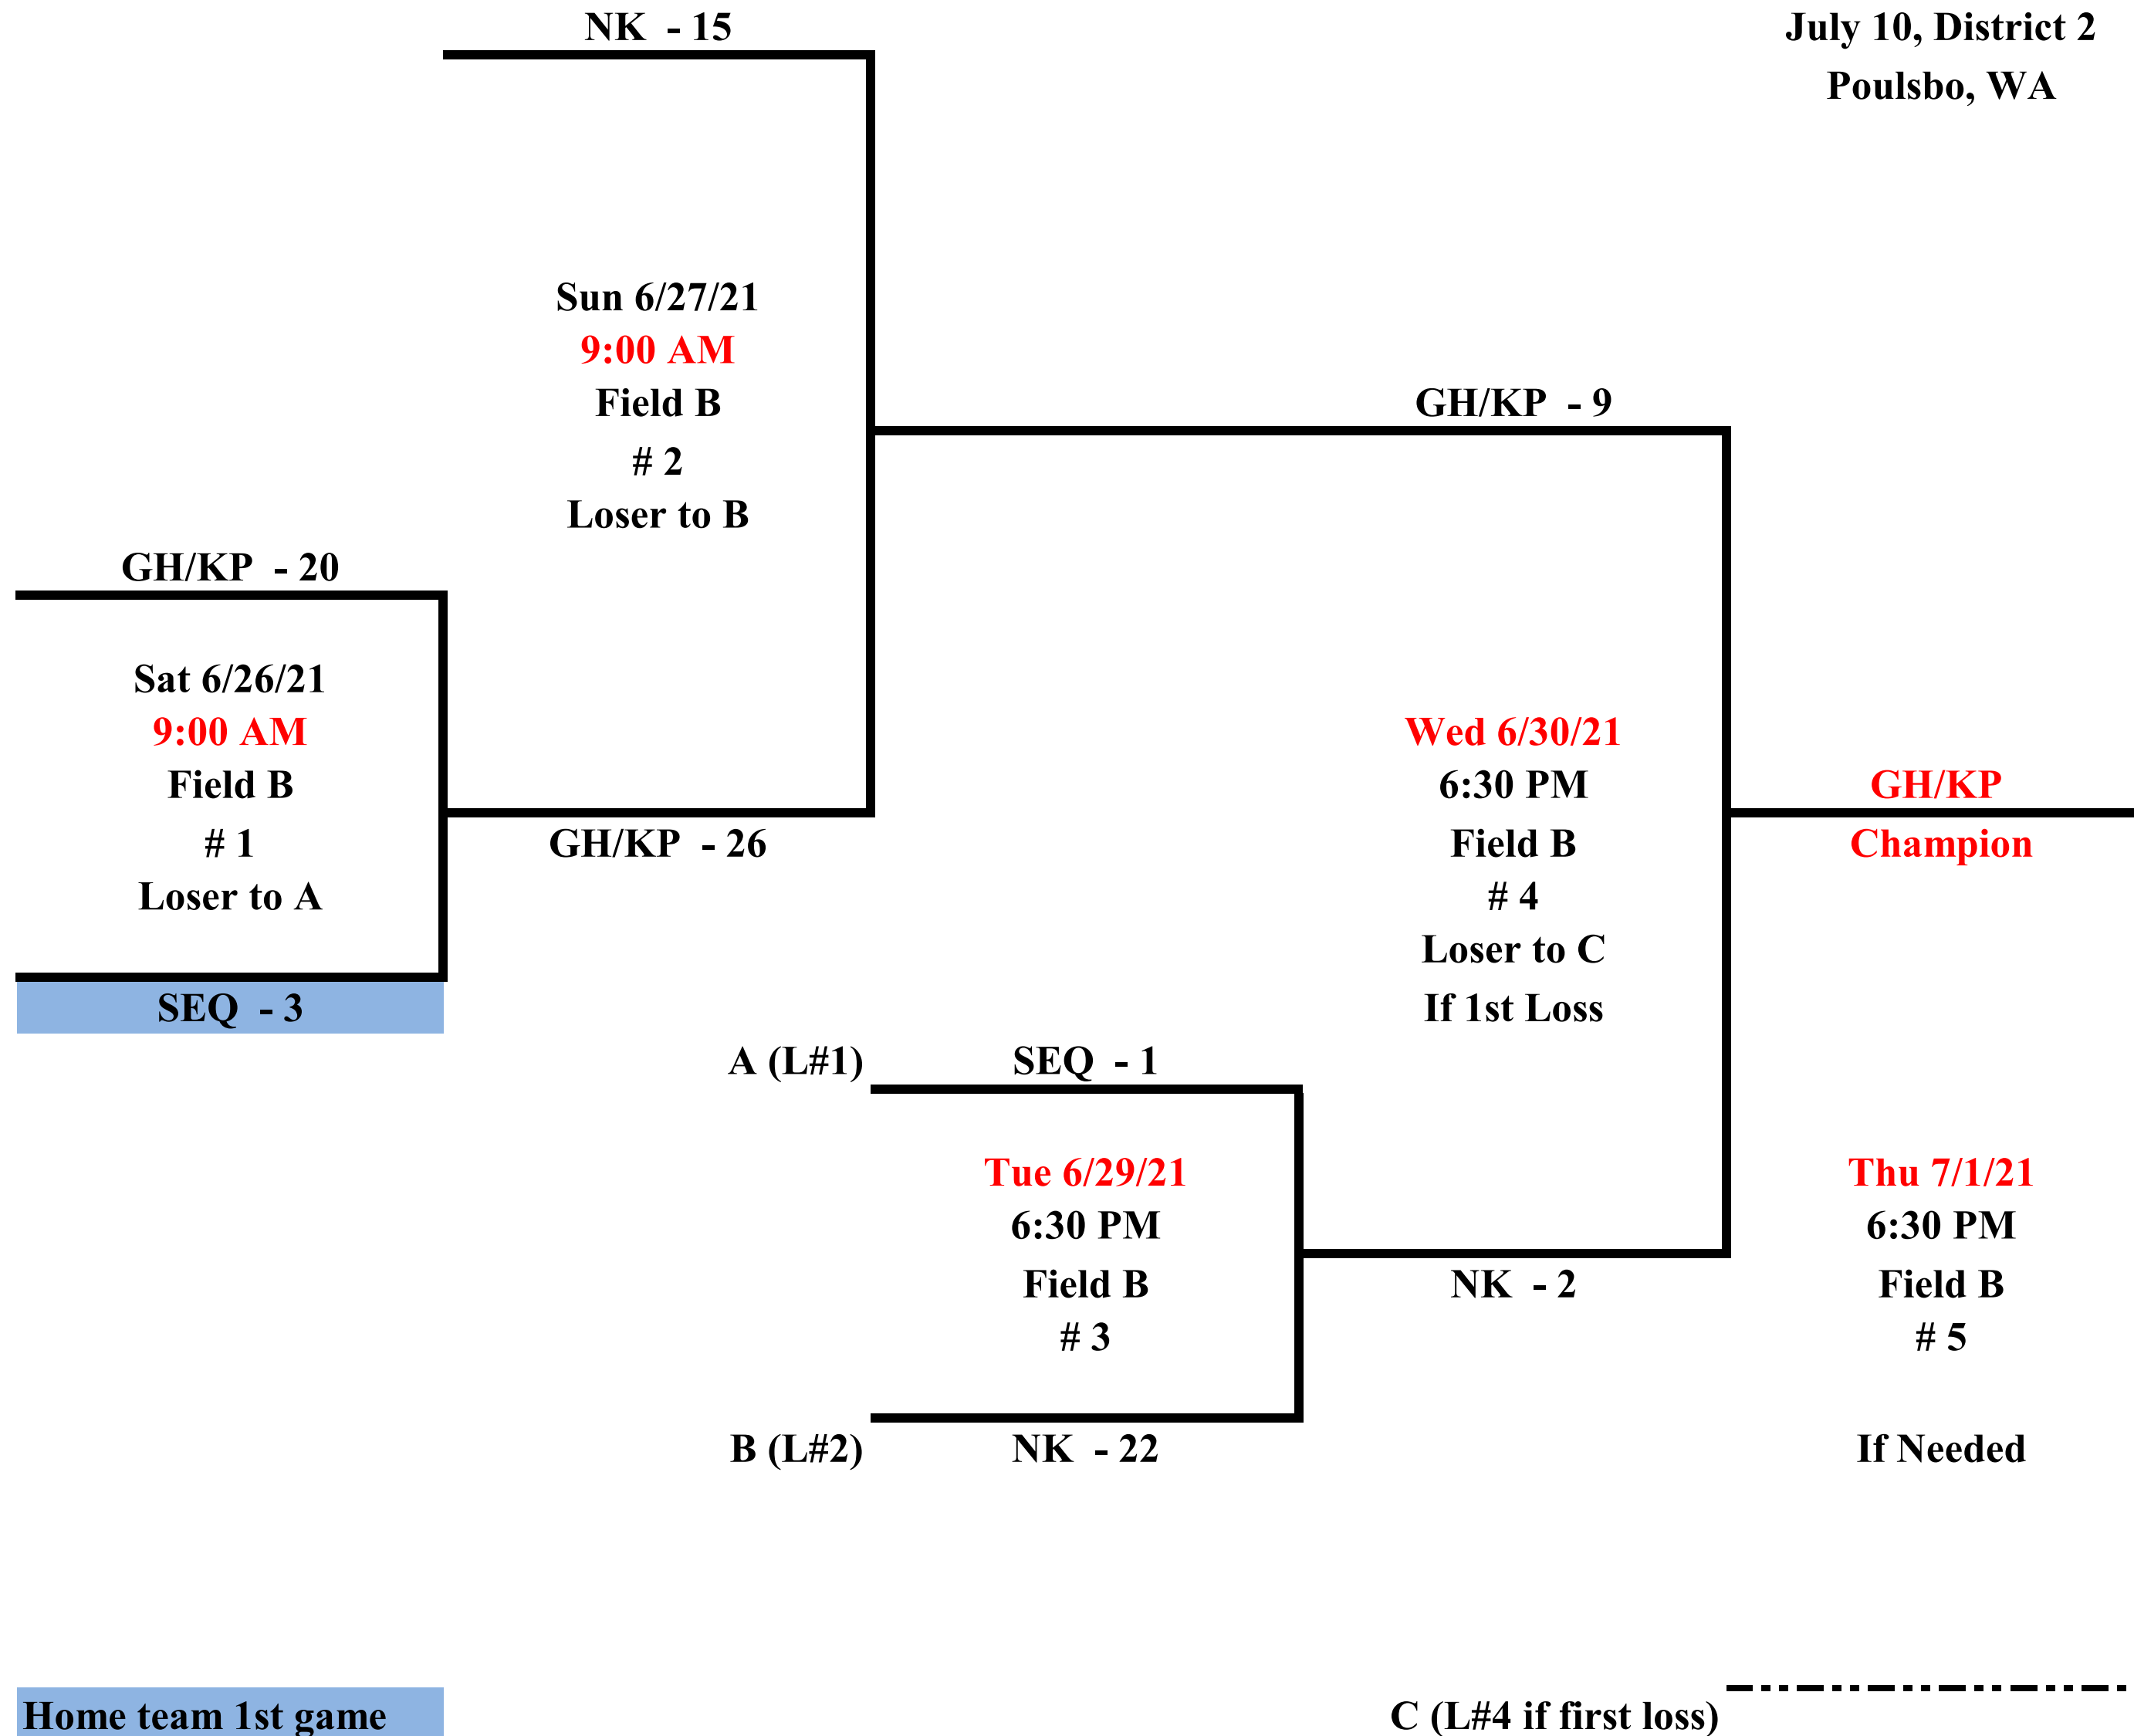 NK - 15
July 10, District 2
Poulsbo, WA
Sun 6/27/21
9:00 AM
Field B
# 2
Loser to B
GH/KP - 9
GH/KP - 20
Sat 6/26/21
9:00 AM
Field B
# 1
Loser to A
SEQ - 3
GH/KP - 26
Wed 6/30/21
6:30 PM
Field B
# 4
Loser to C
If 1st Loss
GH/KP
Champion
A (L#1)
SEQ - 1
Tue 6/29/21
6:30 PM
Field B
# 3
B (L#2)
NK - 22
NK - 2
Thu 7/1/21
6:30 PM
Field B
# 5
If Needed
Home team 1st game
C (L#4 if first loss)